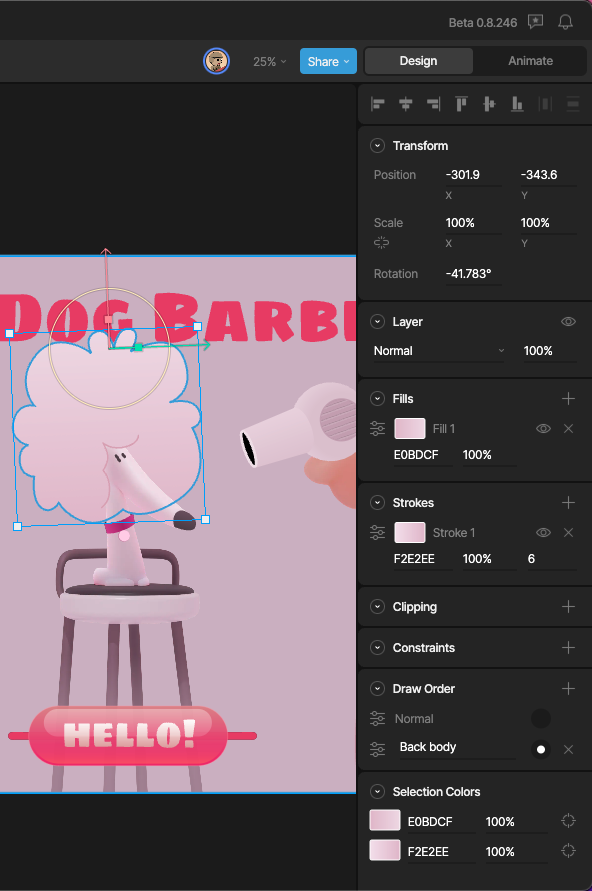 Beta 0.8.246
25%
Share
Design
Animate
Transform
Position
-301.9
-343.6
X
Y
Scale
100%
100%
X
Y
Rotation
-41.783°
Layer
Normal
100%
Fills
Fill 1
E0BDCF
100%
Strokes
Stroke 1
F2E2EE
100%
6
Clipping
Constraints
Draw Order
Normal
Back body
Selection Colors
E0BDCF
100%
F2E2EE
100%
DOG BARBE
HELLO!